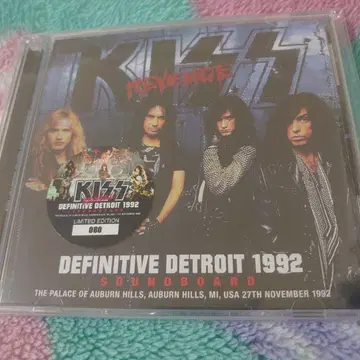 KISS
REVENGE
KISS
DEFINITIVE DETROIT 1992
LIMITED EDITION
080
DEFINITIVE DETROIT 1992
SOUNDBOARD
THE PALACE OF AUBURN HILLS, AUBURN HILLS, MI, USA 27TH NOVEMBER 1992